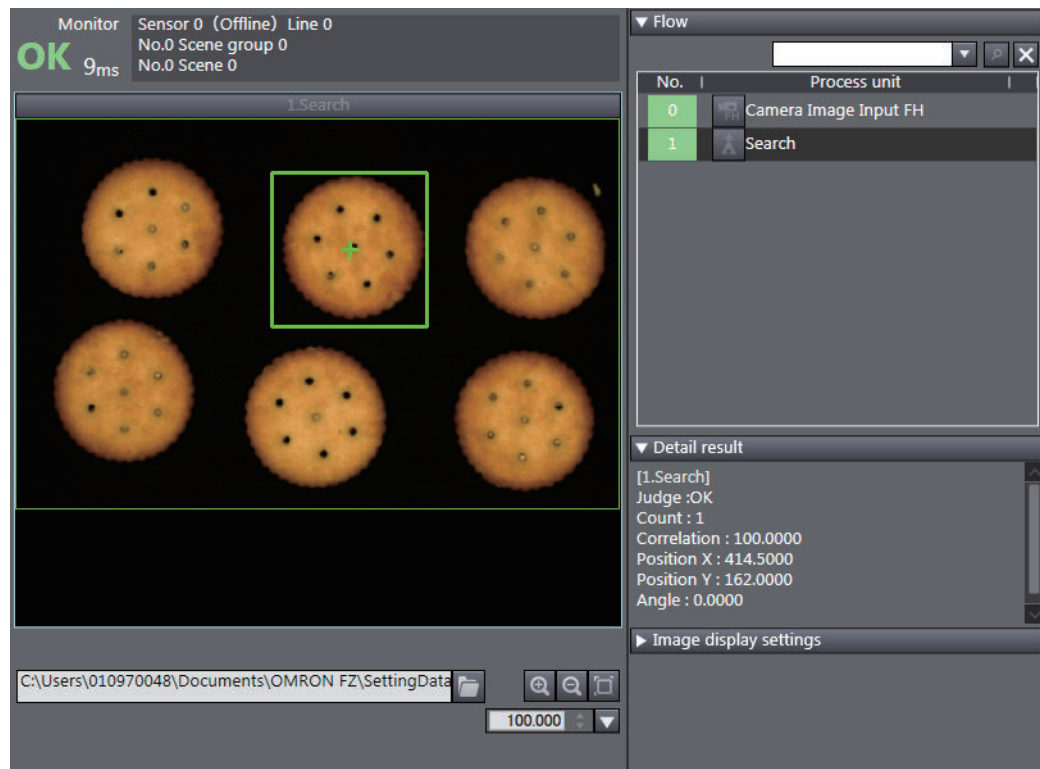 Monitor
OK 9ms
Sensor 0 (Offline) Line 0
No.0 Scene group 0
No.0 Scene 0
1.Search
C:\Users\010970048\Documents\OMRON FZ\SettingData
100.000
Flow
No. Process unit
0 FH Camera Image Input FH
1 Search
Detail result
[1.Search]
Judge :OK
Count : 1
Correlation : 100.0000
Position X : 414.5000
Position Y : 162.0000
Angle : 0.0000
Image display settings